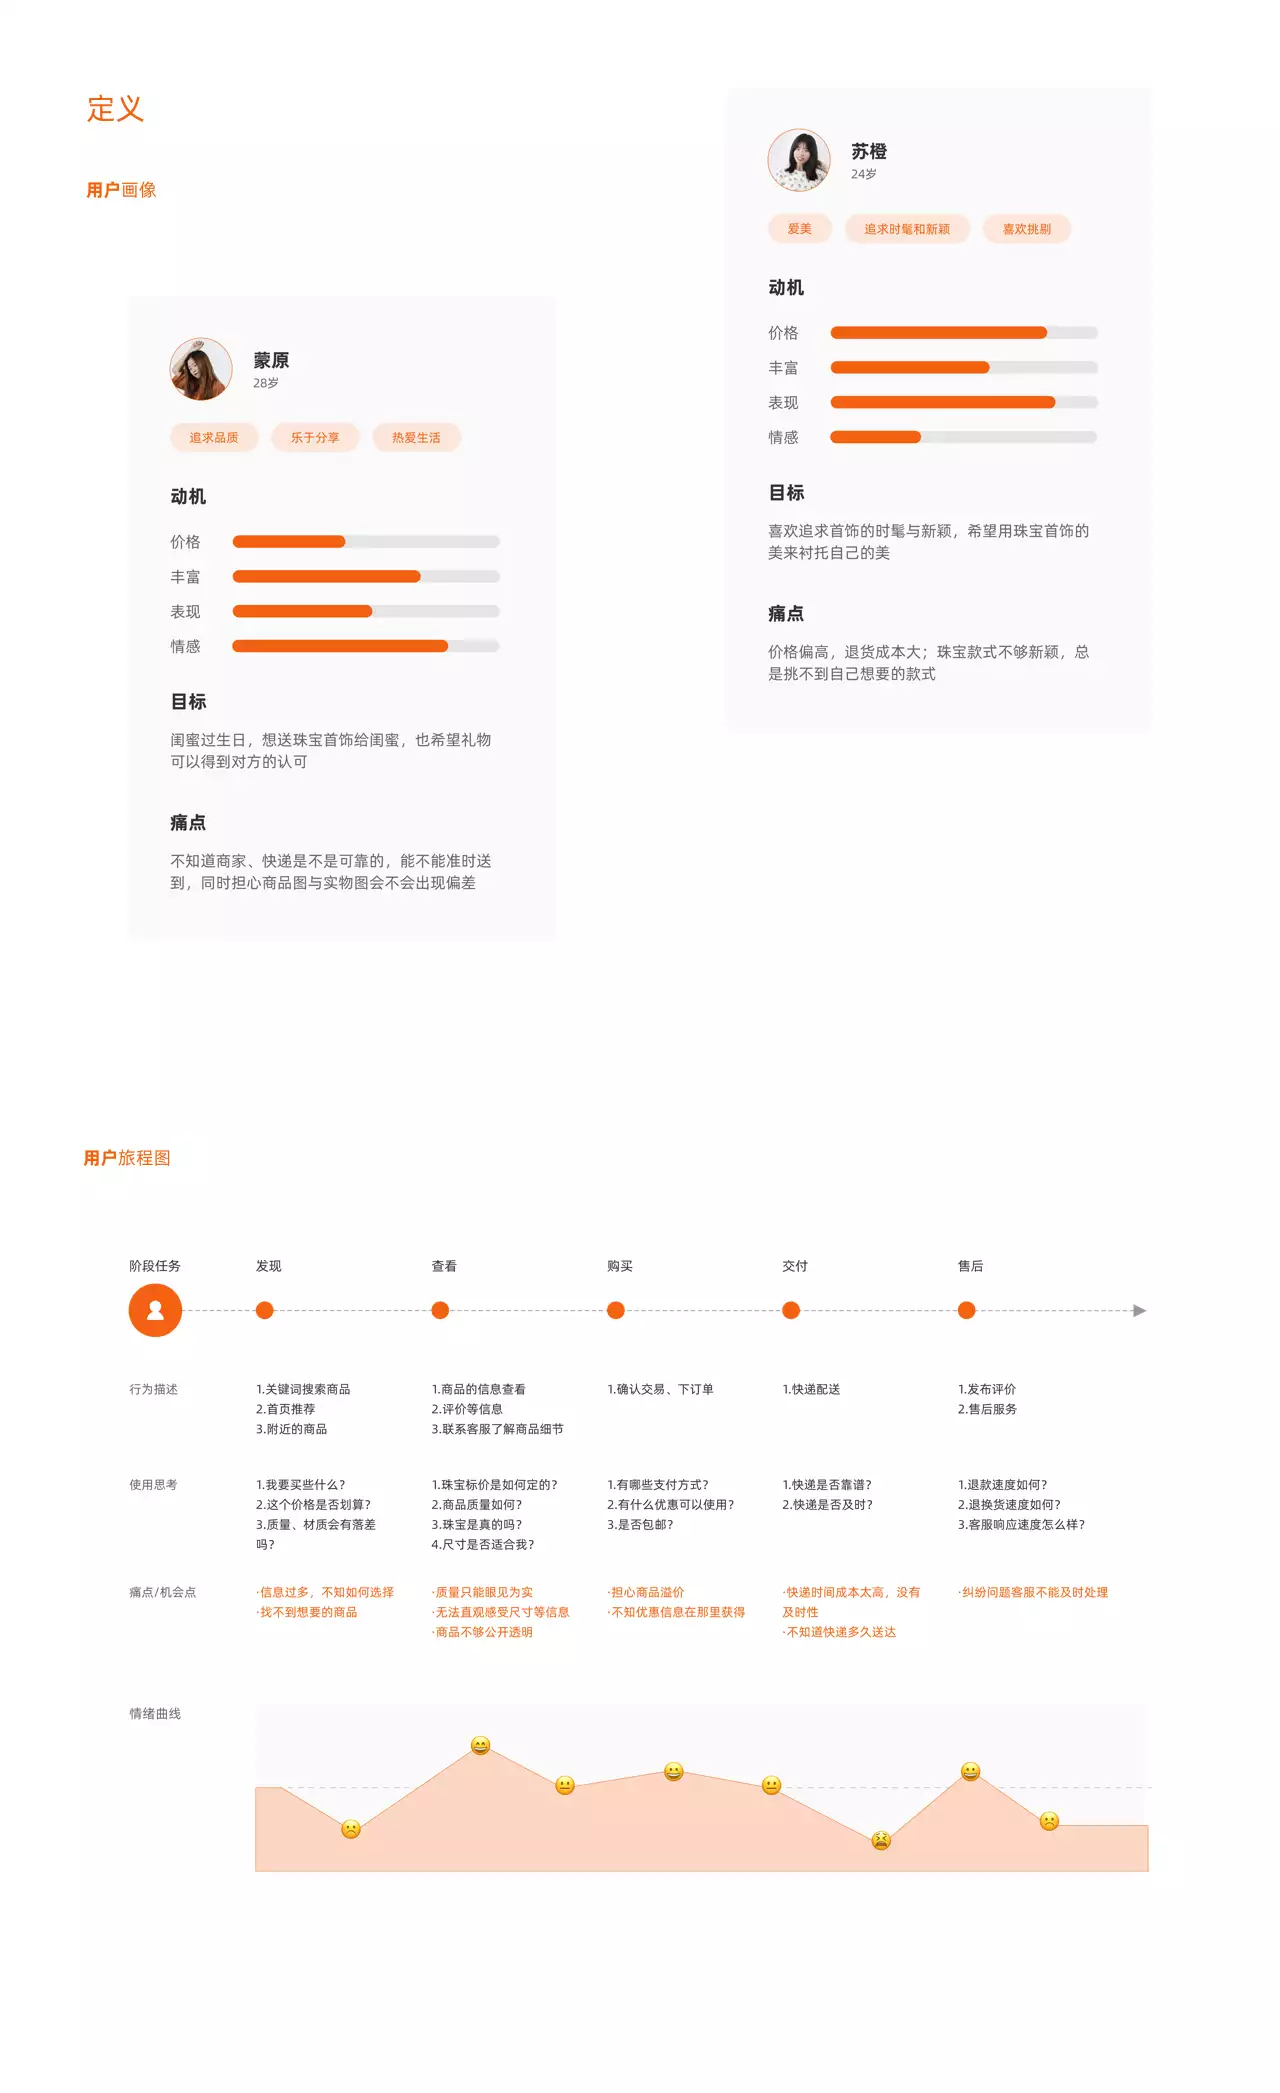 定义
用户画像
蒙原
28岁
追求品质 乐于分享 热爱生活
动机
价格
丰富
表现
情感
目标
闺蜜过生日，想送珠宝首饰给闺蜜，也希望礼物
可以得到对方的认可
痛点
不知道商家、快递是不是可靠的，能不能准时送
到，同时担心商品图与实物图会不会出现偏差
苏橙
24岁
爱美 追求时髦和新颖 喜欢挑剔
动机
价格
丰富
表现
情感
目标
喜欢追求首饰的时髦与新颖，希望用珠宝首饰的
美来衬托自己的美
痛点
价格偏高，退货成本大；珠宝款式不够新颖，总
是挑不到自己想要的款式
用户旅程图
阶段任务 发现 查看 购买 交付 售后
行为描述
1.关键词搜索商品
2.首页推荐
3.附近的商品
1.商品的信息查看
2.评价等信息
3.联系客服了解商品细节
1.确认交易、下订单
1.快递配送
1.发布评价
2.售后服务
使用思考
1.我要买些什么？
2.这个价格是否划算？
3.质量、材质会有落差
吗？
1.珠宝标价是如何定的？
2.商品质量如何？
3.珠宝是真的吗？
4.尺寸是否适合我？
1.有哪些支付方式？
2.有什么优惠可以使用？
3.是否包邮？
1.快递是否靠谱？
2.快递是否及时？
1.退款速度如何？
2.退换货速度如何？
3.客服响应速度怎么样？
痛点/机会点
·信息过多，不知如何选择
·找不到想要的商品
·质量只能眼见为实
·无法直观感受尺寸等信息
·商品不够公开透明
·担心商品溢价
·不知优惠信息在那里获得
·快递时间成本太高，没有
及时性
·不知道快递多久送达
·纠纷问题客服不能及时处理
情绪曲线